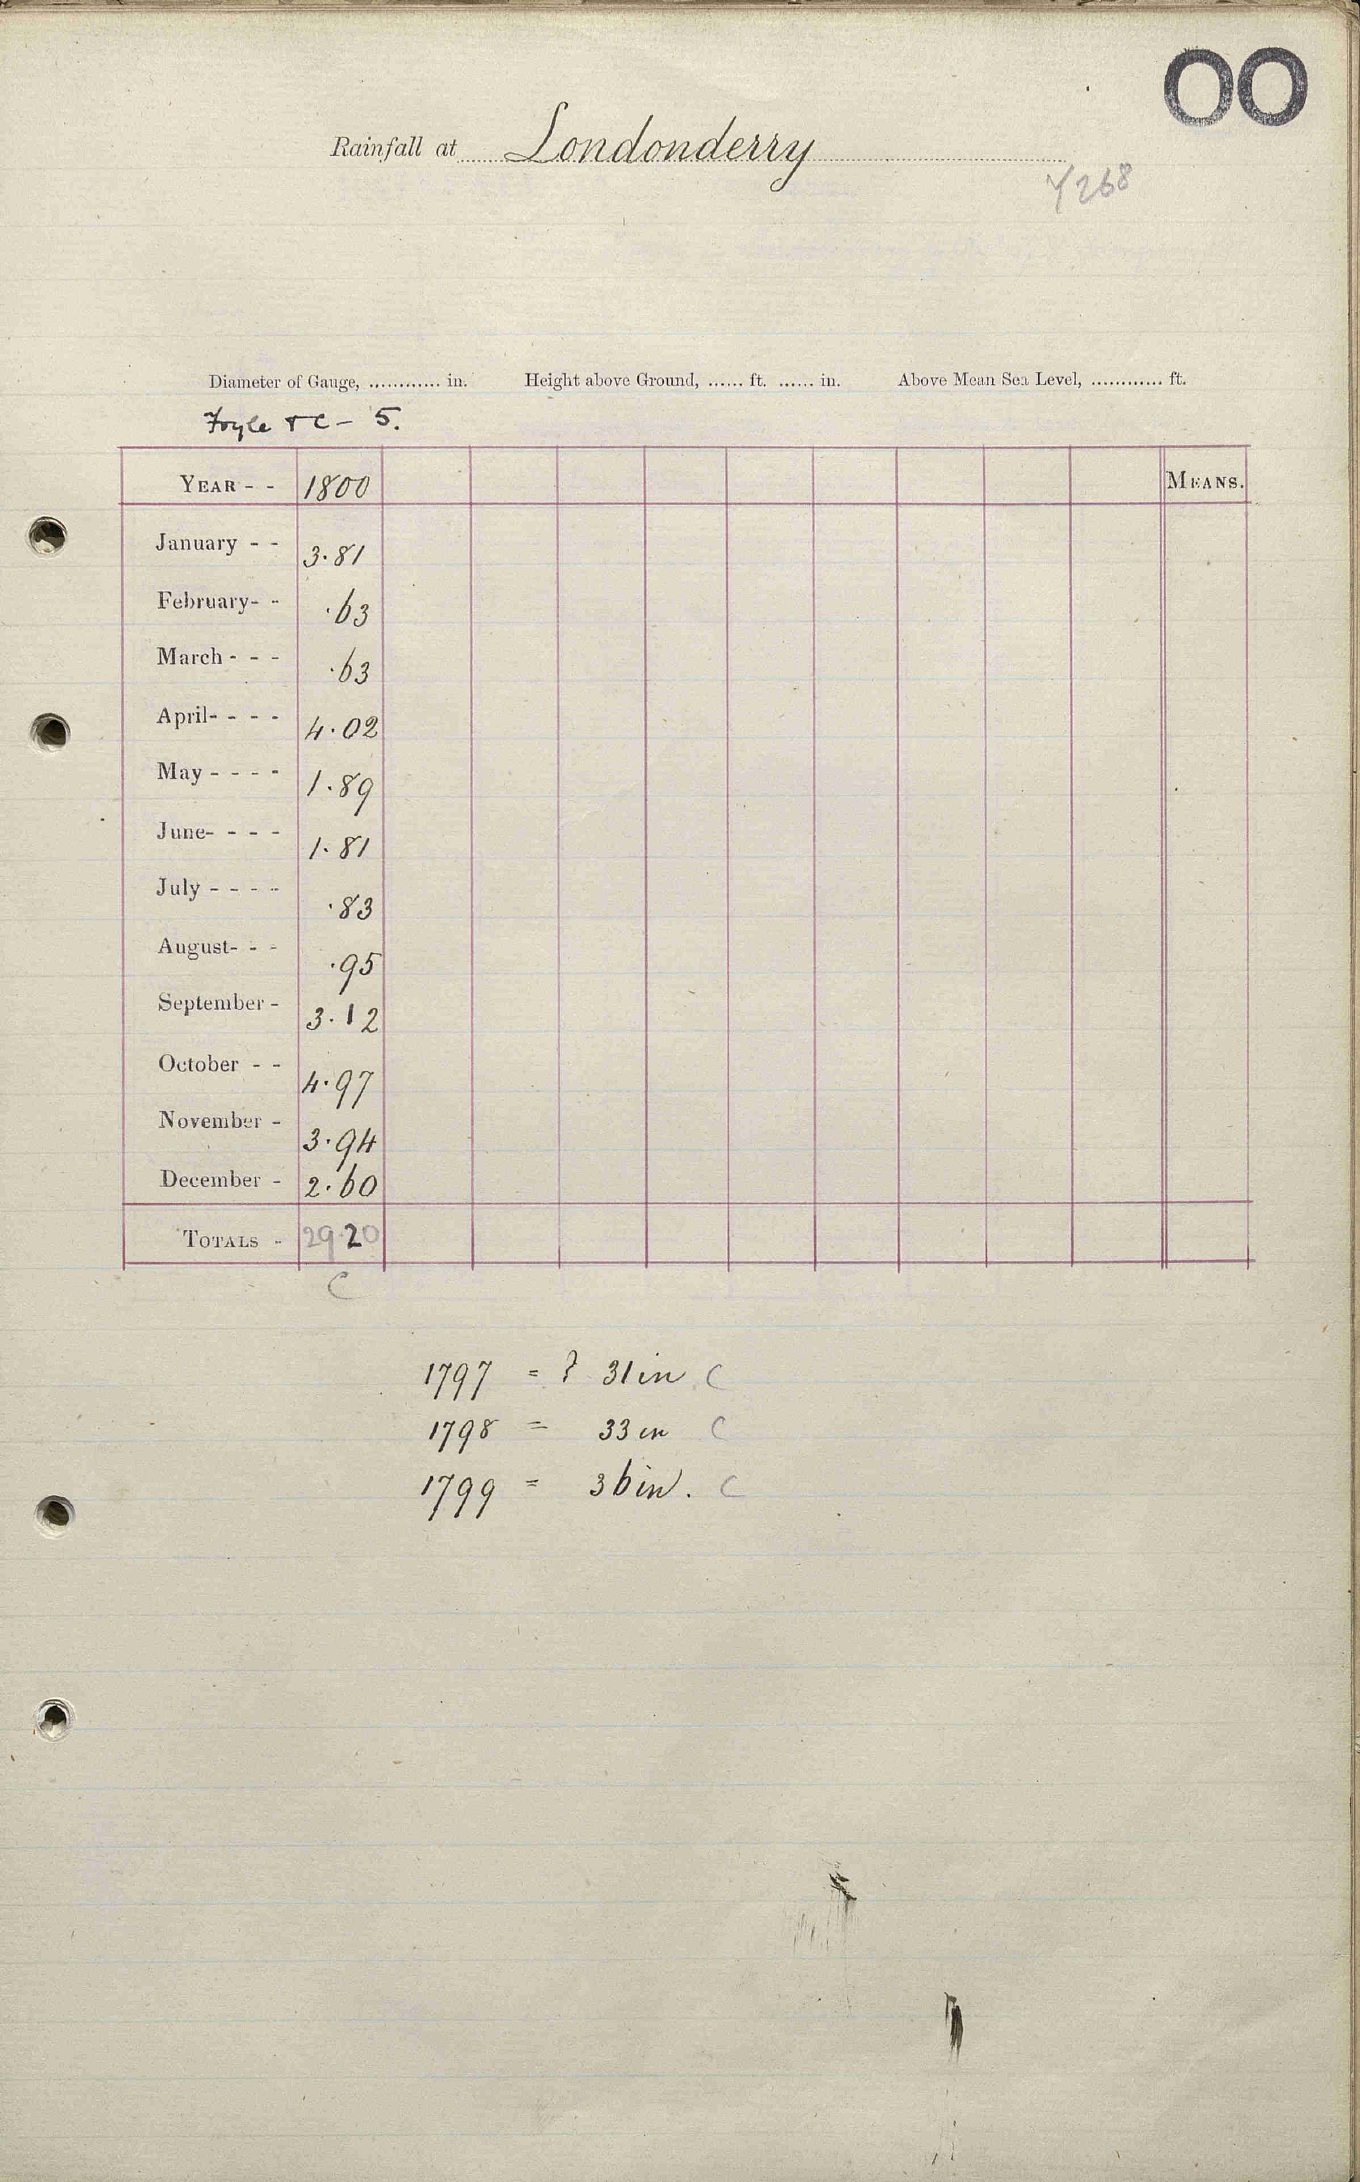 OO
Rainfall at Londonderry
Y268
Diameter of Gauge, ............ in. Height above Ground, ...... ft. ...... in. Above Mean Sea Level, ............ ft.
Foyle & C - 5.
YEAR - - 1800 MEANS.
January - - 3.81
February- - .63
March - - - .63
April- - - - 4.02
May - - - - 1.89
June- - - - 1.81
July - - - - .83
August- - - .95
September - 3.12
October - - 4.97
November - 3.94
December - 2.60
TOTALS - 29.20
C
1797 = ? 31 in C
1798 = 33 in C
1799 = 36 in. C